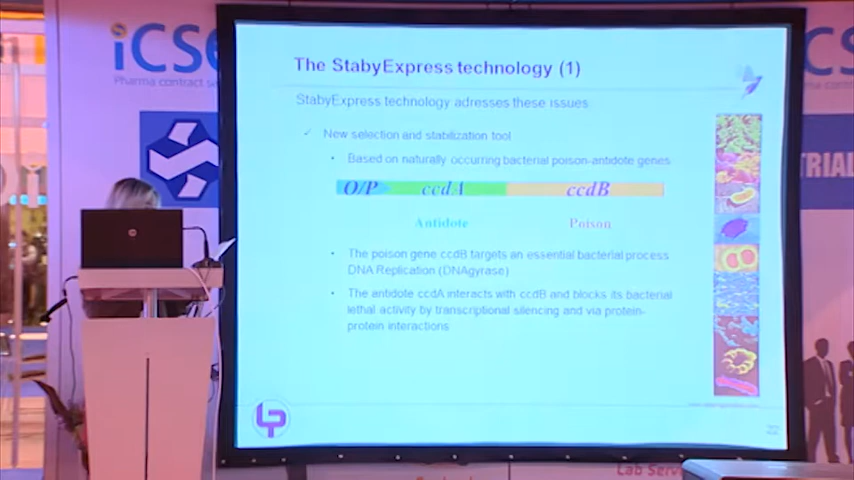 iCSE
Pharma contract se
The StabyExpress technology (1)
StabyExpress technology adresses these issues
✓ New selection and stabilization tool
• Based on naturally occurring bacterial poison-antidote genes
O/P ccdA ccdB
Antidote Poison
• The poison gene ccdB targets an essential bacterial process
DNA Replication (DNAgyrase)
• The antidote ccdA interacts with ccdB and blocks its bacterial
lethal activity by transcriptional silencing and via protein-
protein interactions
iCS
TRIAL
Lab Serv